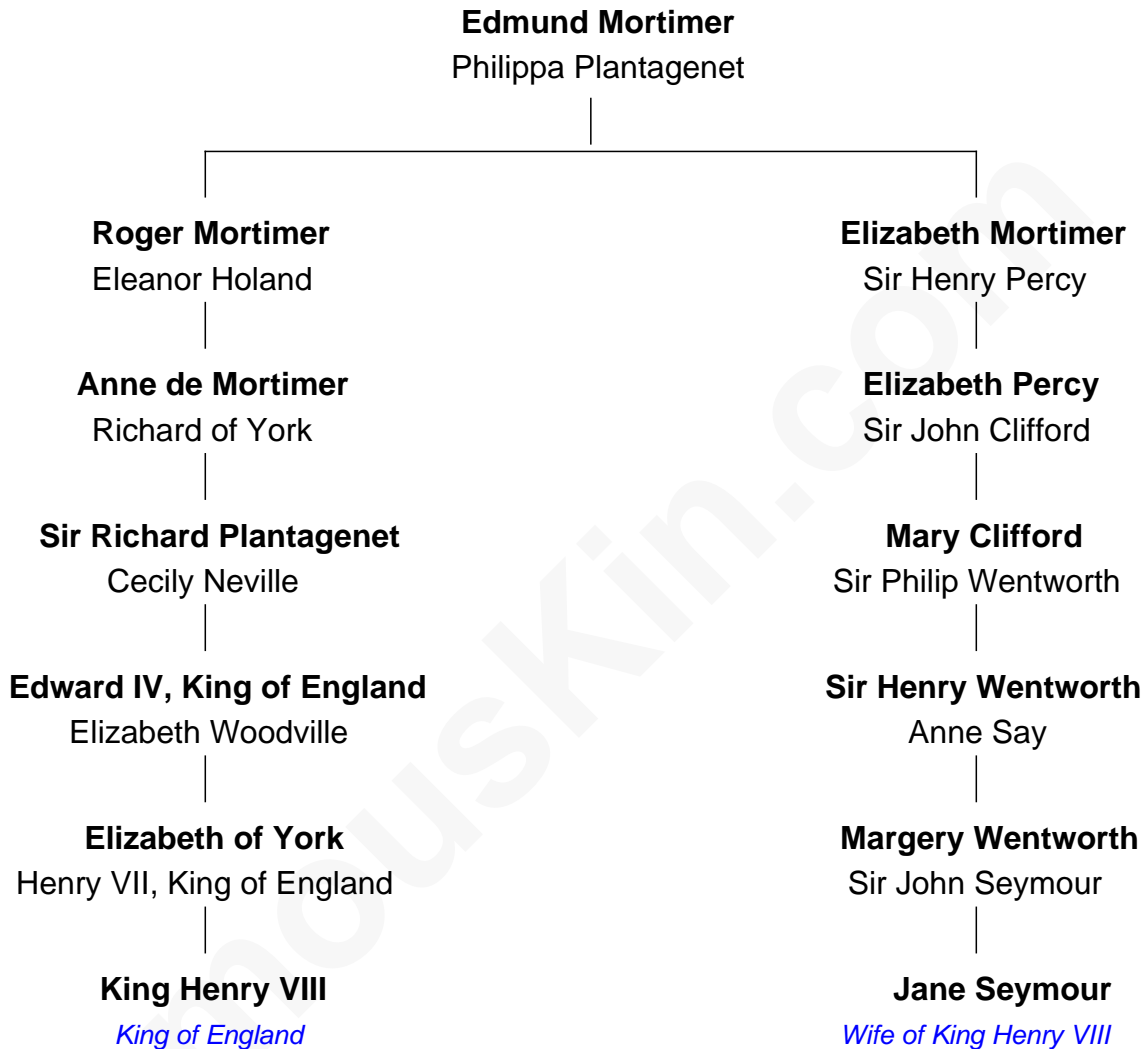 Edmund Mortimer
Philippa Plantagenet
Roger Mortimer
Eleanor Holand
Elizabeth Mortimer
Sir Henry Percy
Anne de Mortimer
Richard of York
Elizabeth Percy
Sir John Clifford
Sir Richard Plantagenet
Cecily Neville
Mary Clifford
Sir Philip Wentworth
Edward IV, King of England
Elizabeth Woodville
Sir Henry Wentworth
Anne Say
Elizabeth of York
Henry VII, King of England
Margery Wentworth
Sir John Seymour
King Henry VIII
King of England
Jane Seymour
Wife of King Henry VIII
mousKin.com